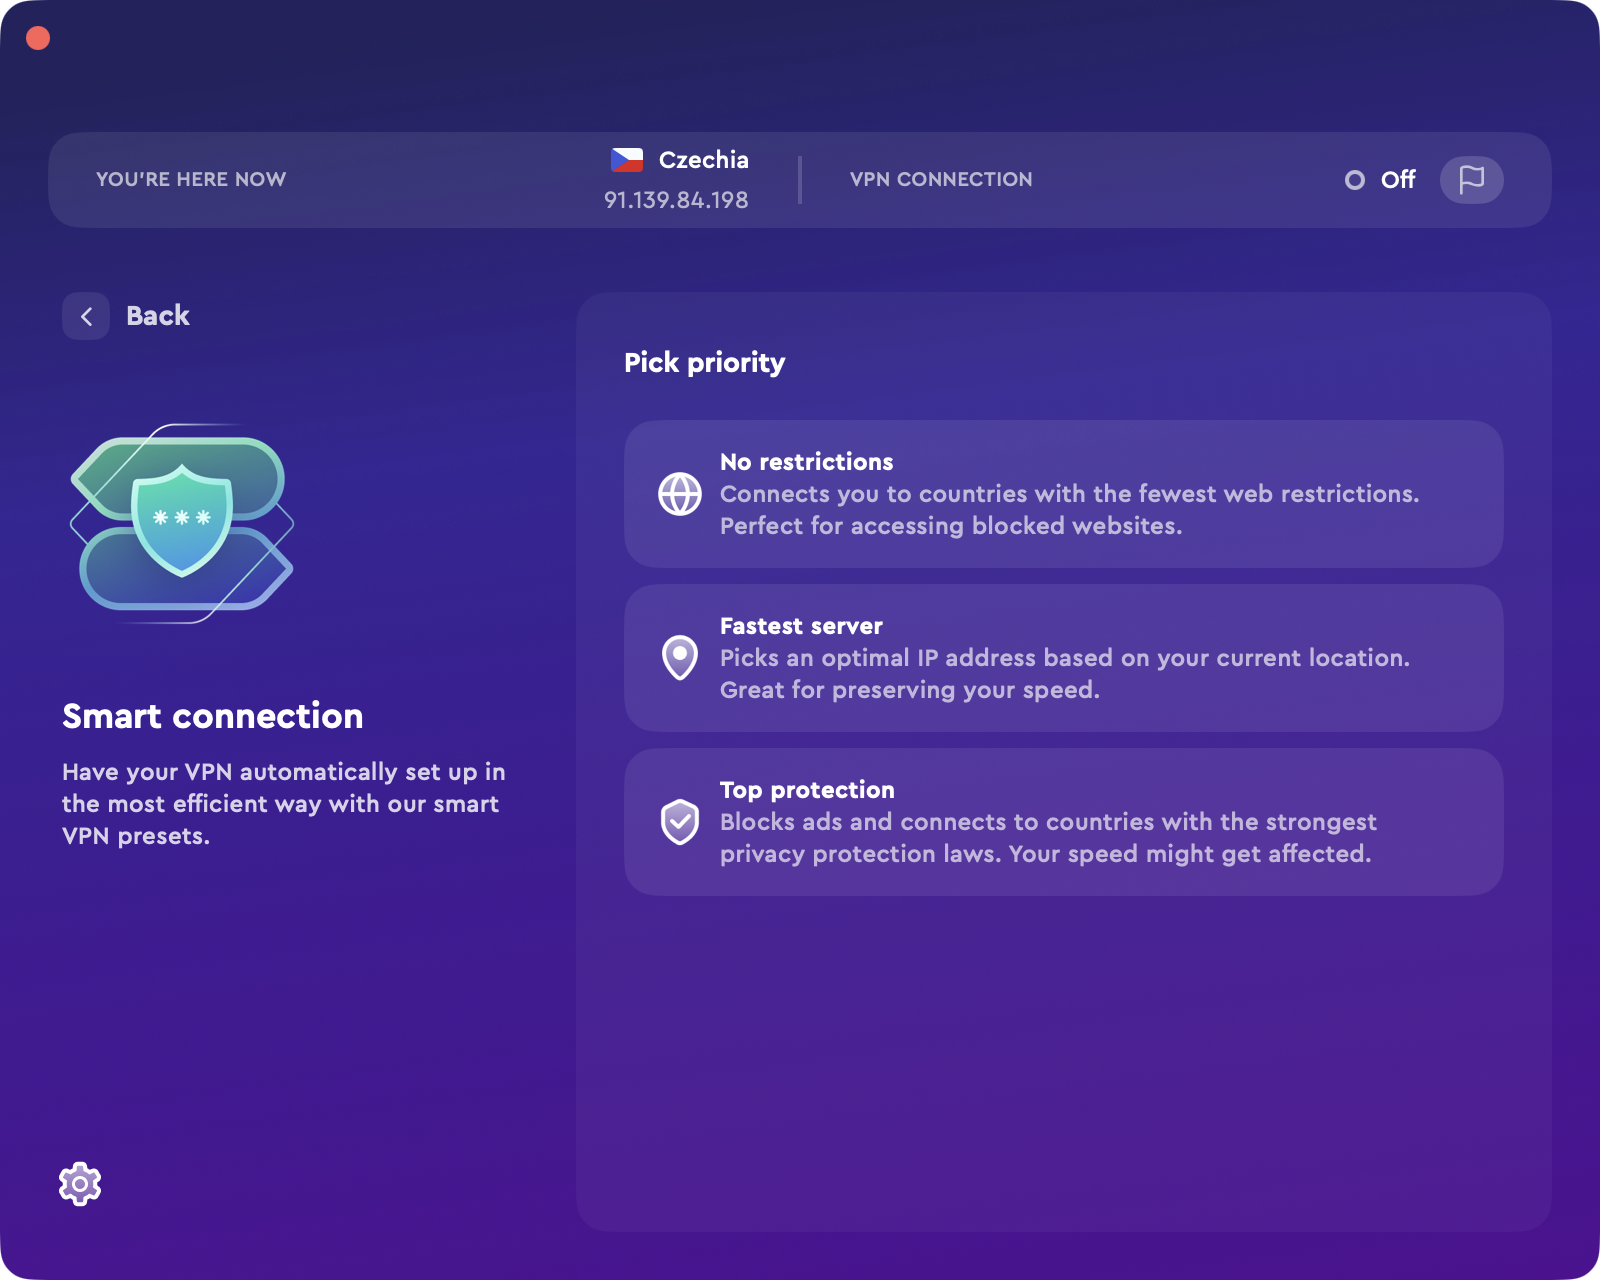 YOU'RE HERE NOW
Czechia
91.139.84.198
VPN CONNECTION
Off
Back
Smart connection
Have your VPN automatically set up in
the most efficient way with our smart
VPN presets.
Pick priority
No restrictions
Connects you to countries with the fewest web restrictions.
Perfect for accessing blocked websites.
Fastest server
Picks an optimal IP address based on your current location.
Great for preserving your speed.
Top protection
Blocks ads and connects to countries with the strongest
privacy protection laws. Your speed might get affected.